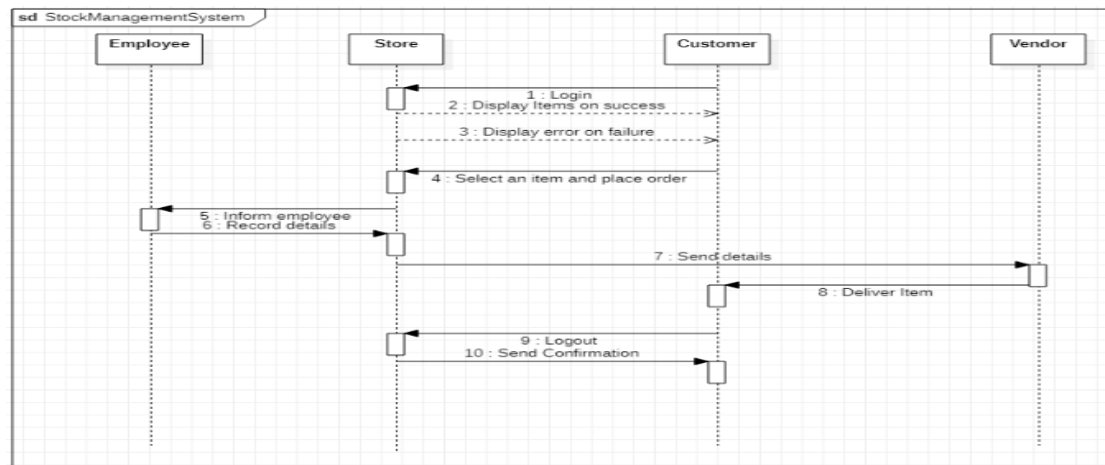 sd StockManagementSystem
Employee
Store
Customer
Vendor
1 : Login
2 : Display Items on success
3 : Display error on failure
4 : Select an item and place order
5 : Inform employee
6 : Record details
7 : Send details
8 : Deliver Item
9 : Logout
10 : Send Confirmation